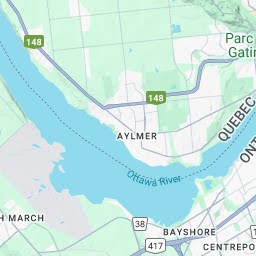 148
Parc
Gatin
148
QUEBEC
ONT
AYLMER
Ottawa River
H MARCH
38
BAYSHORE
417
CENTREPO